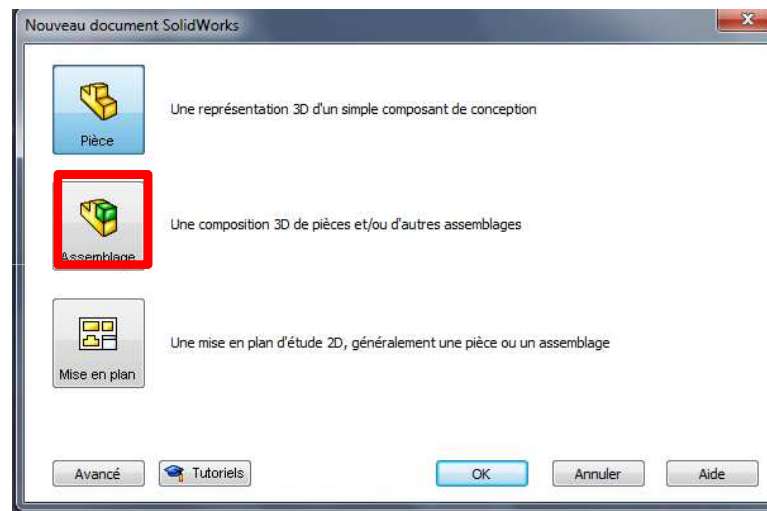 Nouveau document SolidWorks
Pièce
Une représentation 3D d'un simple composant de conception
Assemblage
Une composition 3D de pièces et/ou d'autres assemblages
Mise en plan
Une mise en plan d'étude 2D, généralement une pièce ou un assemblage
Avancé
Tutoriels
OK
Annuler
Aide